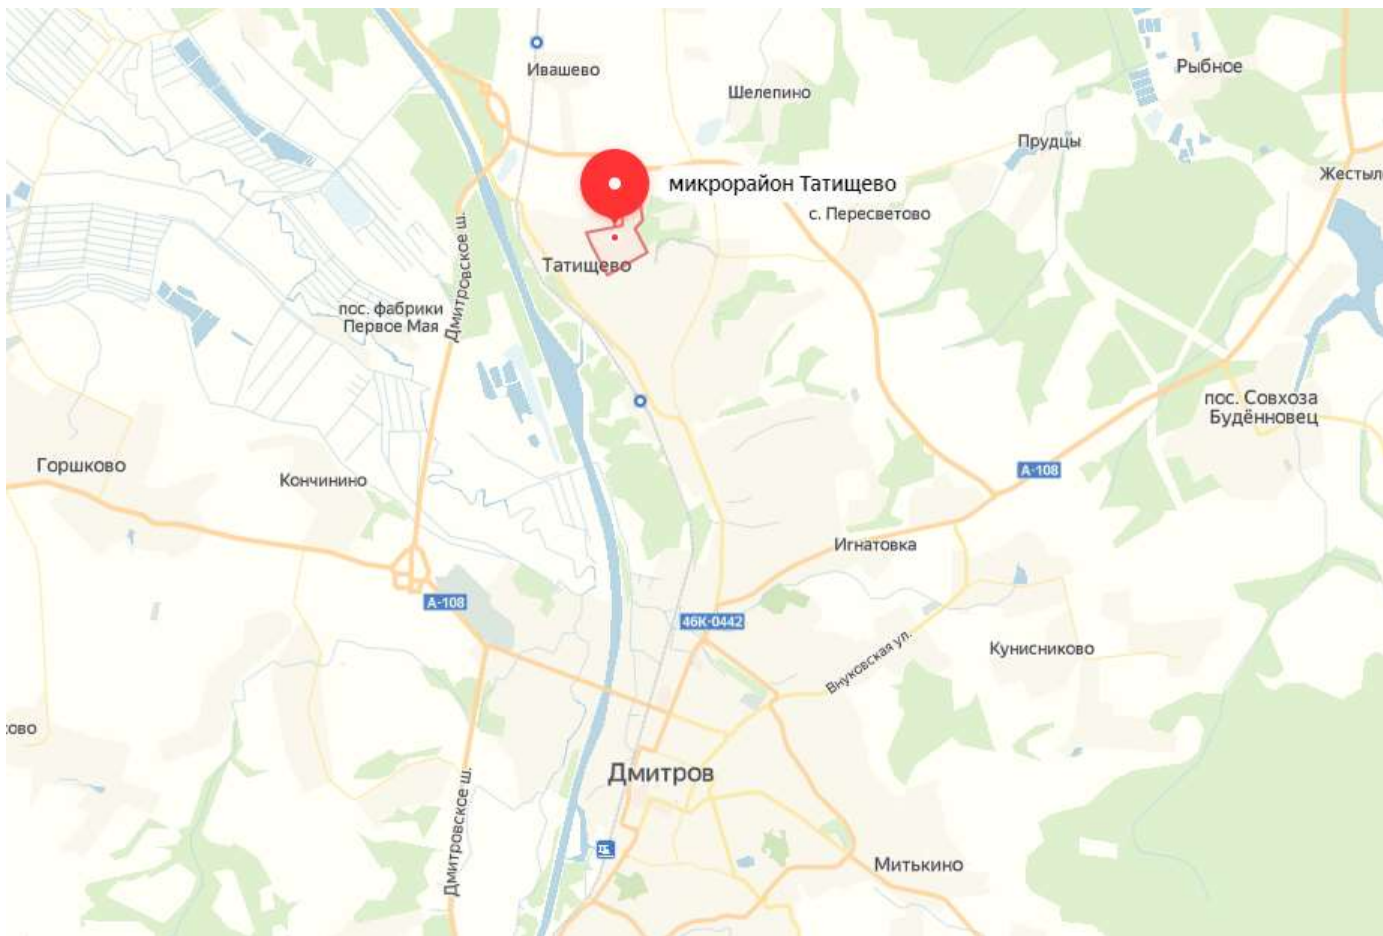 Ивашево
Рыбное
Шелепино
Прудцы
Жестыл
микрорайон Татищево
с. Пересветово
Дмитровское ш.
Татищево
пос. фабрики
Первое Мая
пос. Совхоза
Будённовец
Горшково
Кончинино
А-108
Игнатовка
А-108
46К-0442
Кунисниково
Внуковская ул.
ово
Дмитров
Дмитровское ш.
Митькино